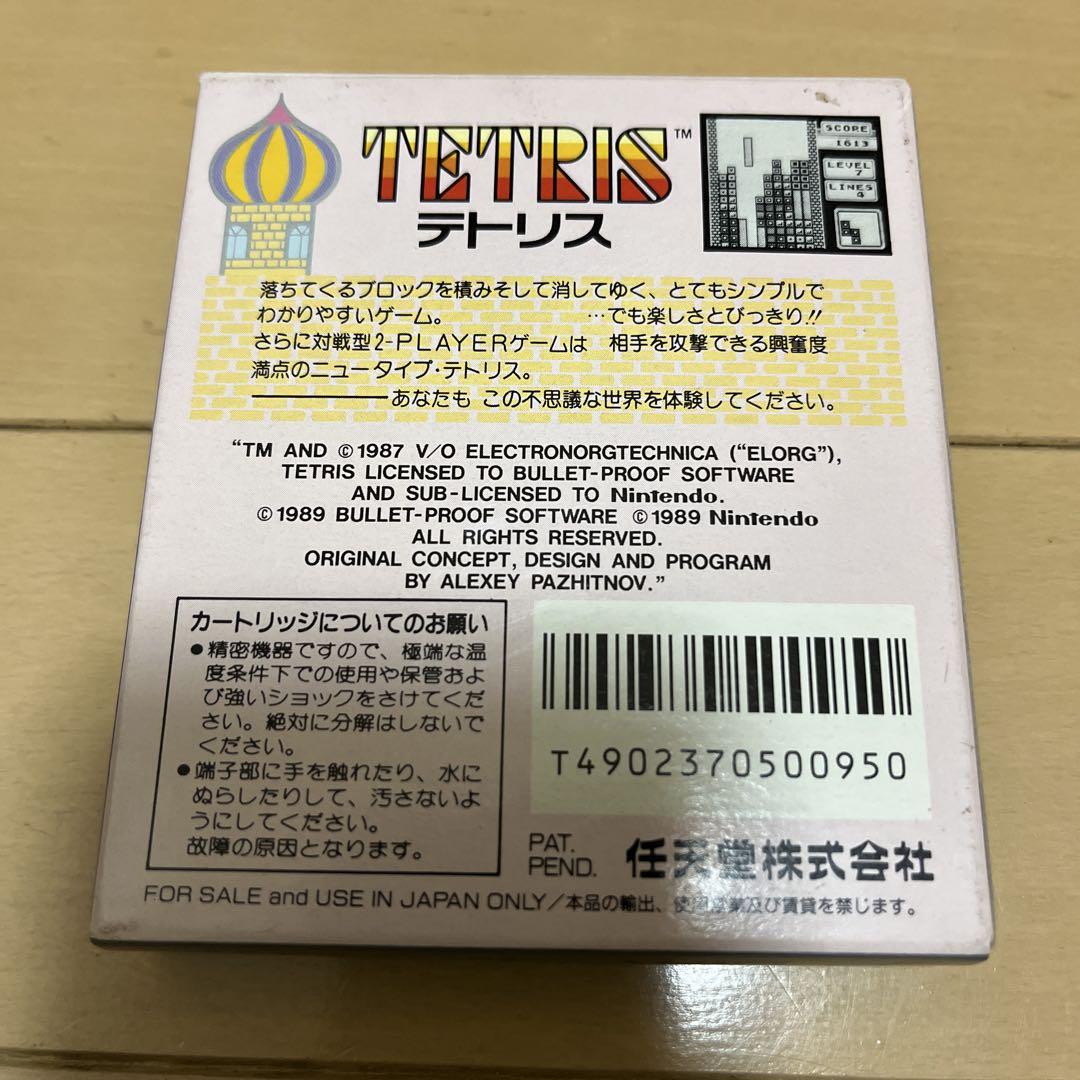 TETRIS™
テトリス
SCORE
1613
LEVEL
7
LINES
4
落ちてくるブロックを積みそして消してゆく、とてもシンプルで
わかりやすいゲーム。 …でも楽しさとびっきり!!
さらに対戦型2-PLAYERゲームは 相手を攻撃できる興奮度
満点のニュータイプ・テトリス。
————あなたも この不思議な世界を体験してください。
“TM AND ©1987 V/O ELECTRONORGTECHNICA (“ELORG”),
TETRIS LICENSED TO BULLET-PROOF SOFTWARE
AND SUB-LICENSED TO Nintendo.
©1989 BULLET-PROOF SOFTWARE ©1989 Nintendo
ALL RIGHTS RESERVED.
ORIGINAL CONCEPT, DESIGN AND PROGRAM
BY ALEXEY PAZHITNOV.”
カートリッジについてのお願い
●精密機器ですので、極端な温
度条件下での使用や保管およ
び強いショックをさけてくだ
さい。絶対に分解はしないで
ください。
●端子部に手を触れたり、水に
ぬらしたりして、汚さないよ
うにしてください。
故障の原因となります。
T4902370500950
PAT.
PEND.
任天堂株式会社
FOR SALE and USE IN JAPAN ONLY/本品の輸出、使用営業及び賃貸を禁じます。